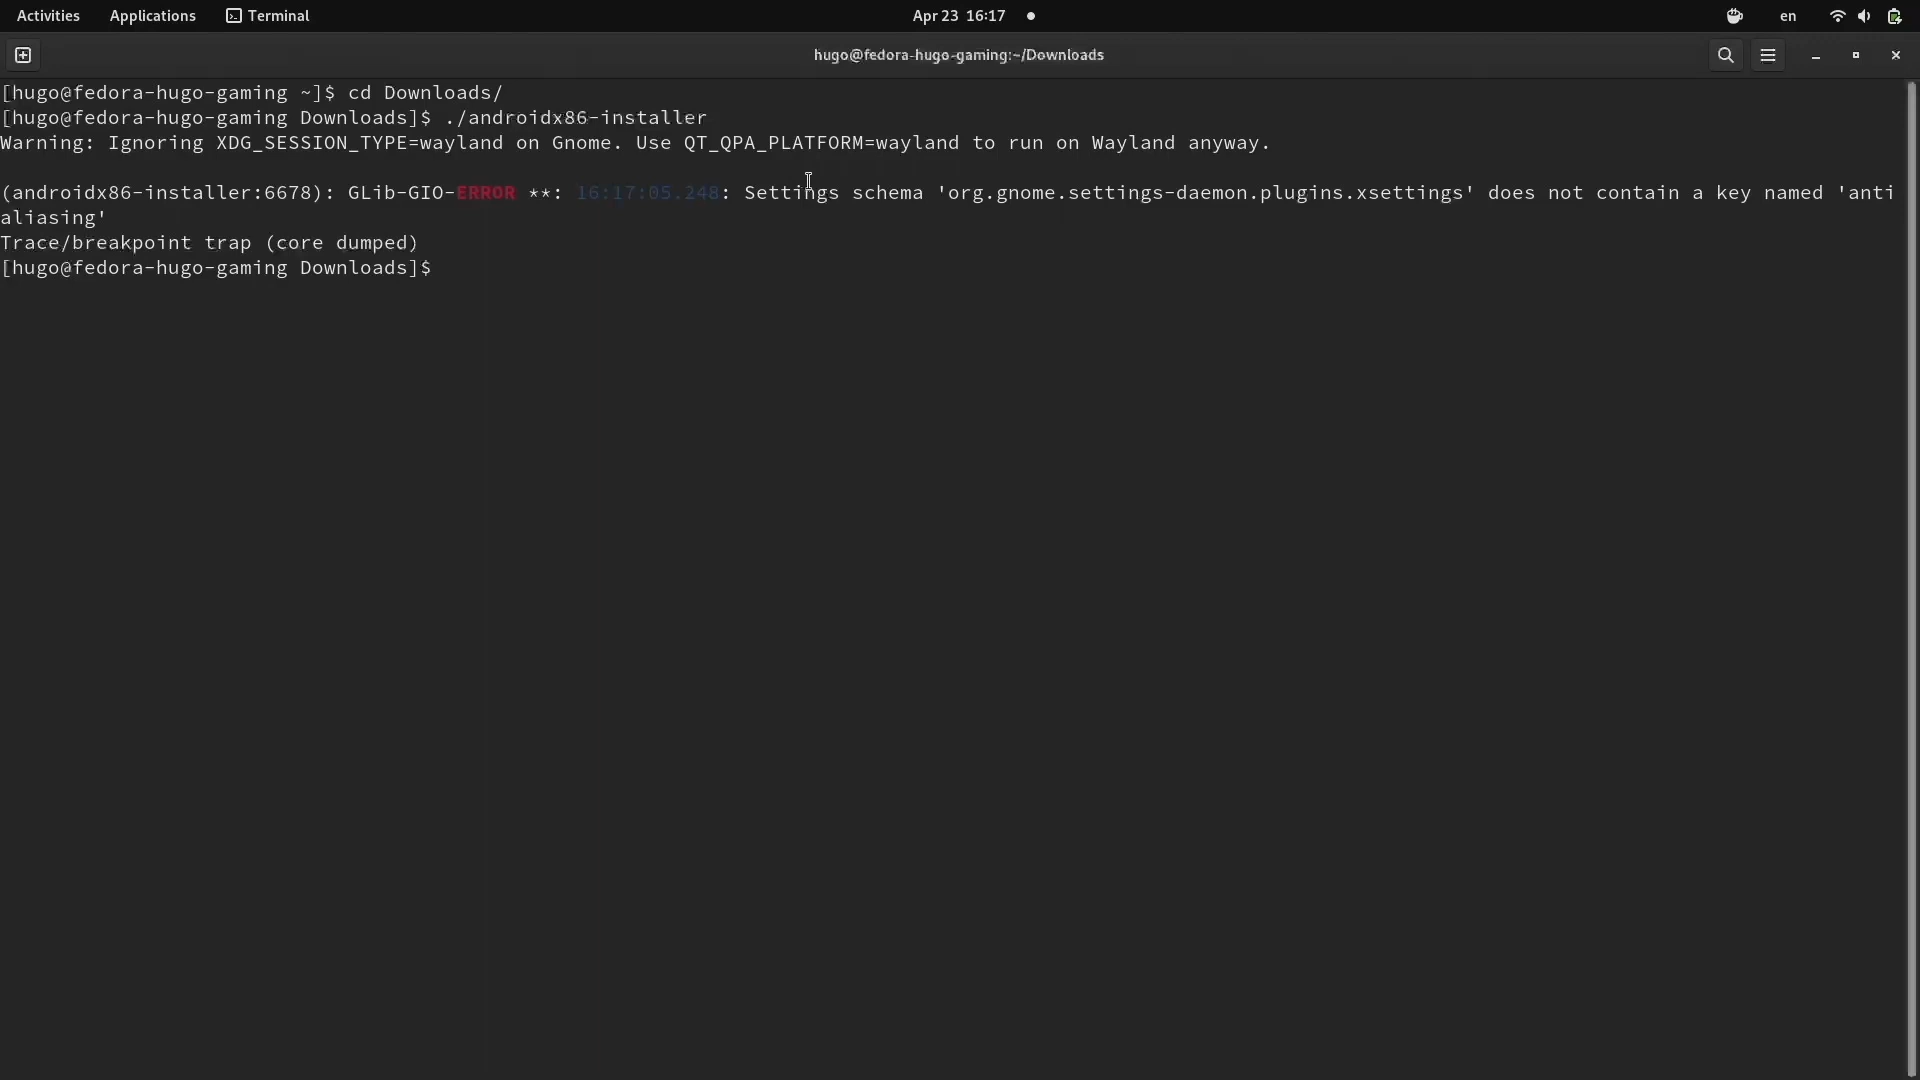 Activities Applications Terminal Apr 23 16:17 en
hugo@fedora-hugo-gaming:~/Downloads
[hugo@fedora-hugo-gaming ~]$ cd Downloads/
[hugo@fedora-hugo-gaming Downloads]$ ./androidx86-installer
Warning: Ignoring XDG_SESSION_TYPE=wayland on Gnome. Use QT_QPA_PLATFORM=wayland to run on Wayland anyway.
(androidx86-installer:6678): GLib-GIO-ERROR **: 16:17:05.248: Settings schema 'org.gnome.settings-daemon.plugins.xsettings' does not contain a key named 'anti
aliasing'
Trace/breakpoint trap (core dumped)
[hugo@fedora-hugo-gaming Downloads]$